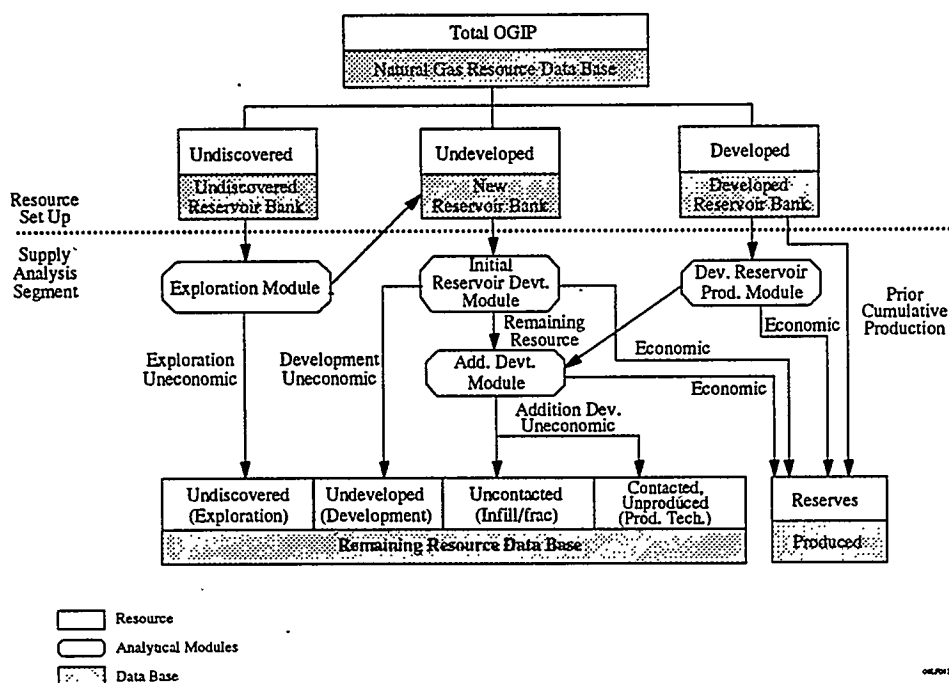 Total OGIP
Natural Gas Resource Data Base
Undiscovered
Undiscovered
Reservoir Bank
Undeveloped
New
Reservoir Bank
Developed
Developed
Reservoir Bank
Resource
Set Up
Supply
Analysis
Segment
Exploration Module
Initial
Reservoir Devt.
Module
Dev. Reservoir
Prod. Module
Prior
Cumulative
Production
Remaining
Resource
Economic
Exploration
Uneconomic
Development
Uneconomic
Economic
Add. Devt.
Module
Economic
Addition Dev.
Uneconomic
Undiscovered
(Exploration)
Undeveloped
(Development)
Uncontacted
(Infill/frac)
Contacted,
Unproduced
(Prod. Tech.)
Remaining Resource Data Base
Reserves
Produced
Resource
Analytical Modules
Data Base